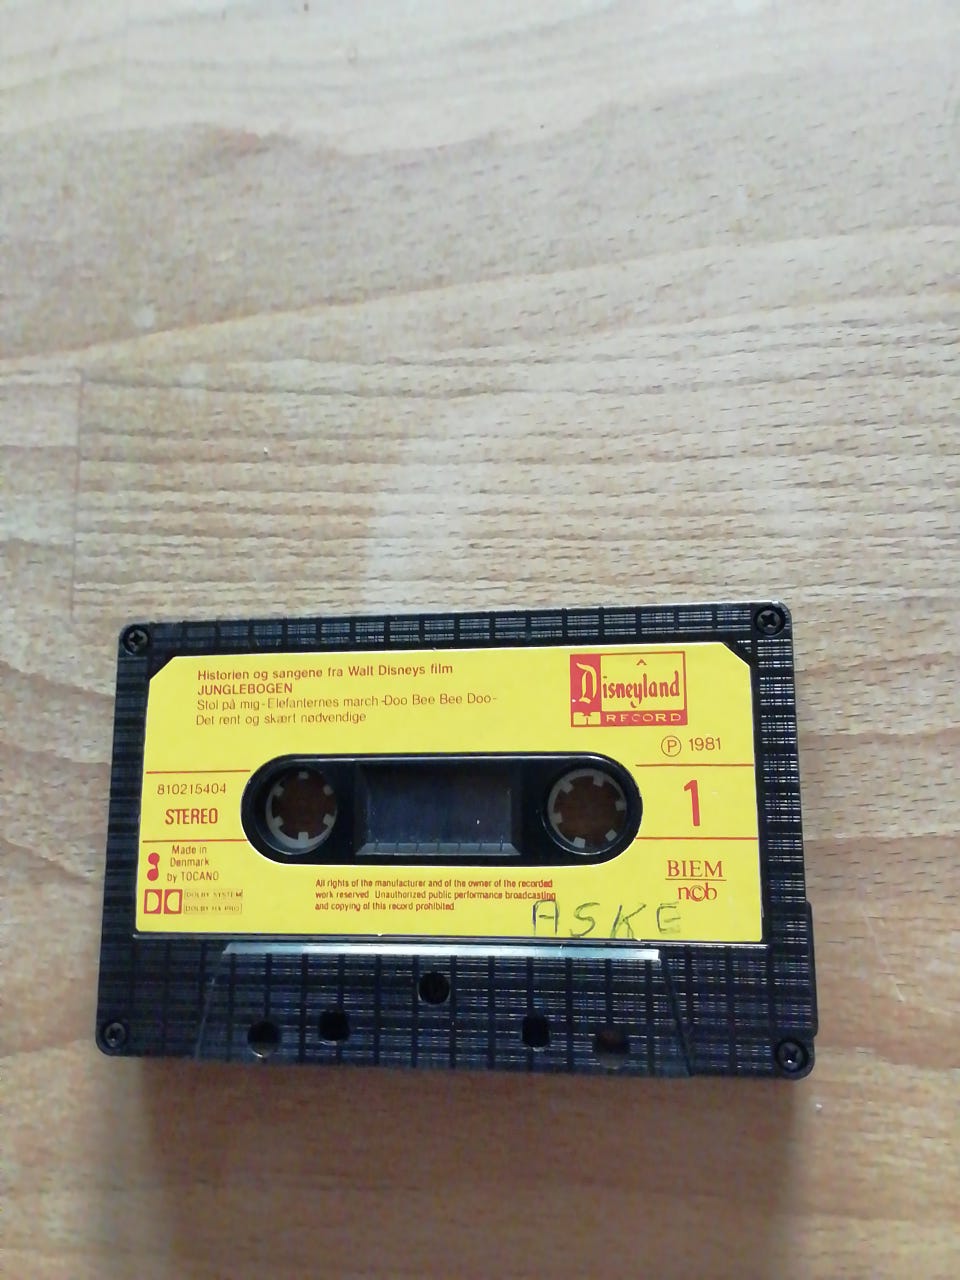 Historien og sangene fra Walt Disneys film
JUNGLEBOGEN
Stol på mig - Elefanternes march - Doo Bee Bee Doo -
Det rent og skært nødvendige
A
Disneyland
RECORD
Ⓟ 1981
810215404
STEREO
1
Made in
Denmark
by TOCANO
DOLBY SYSTEM
DOLBY HX PRO
All rights of the manufacturer and of the owner of the recorded
work reserved. Unauthorized public performance broadcasting
and copying of this record prohibited.
BIEM
ncb
ASKE